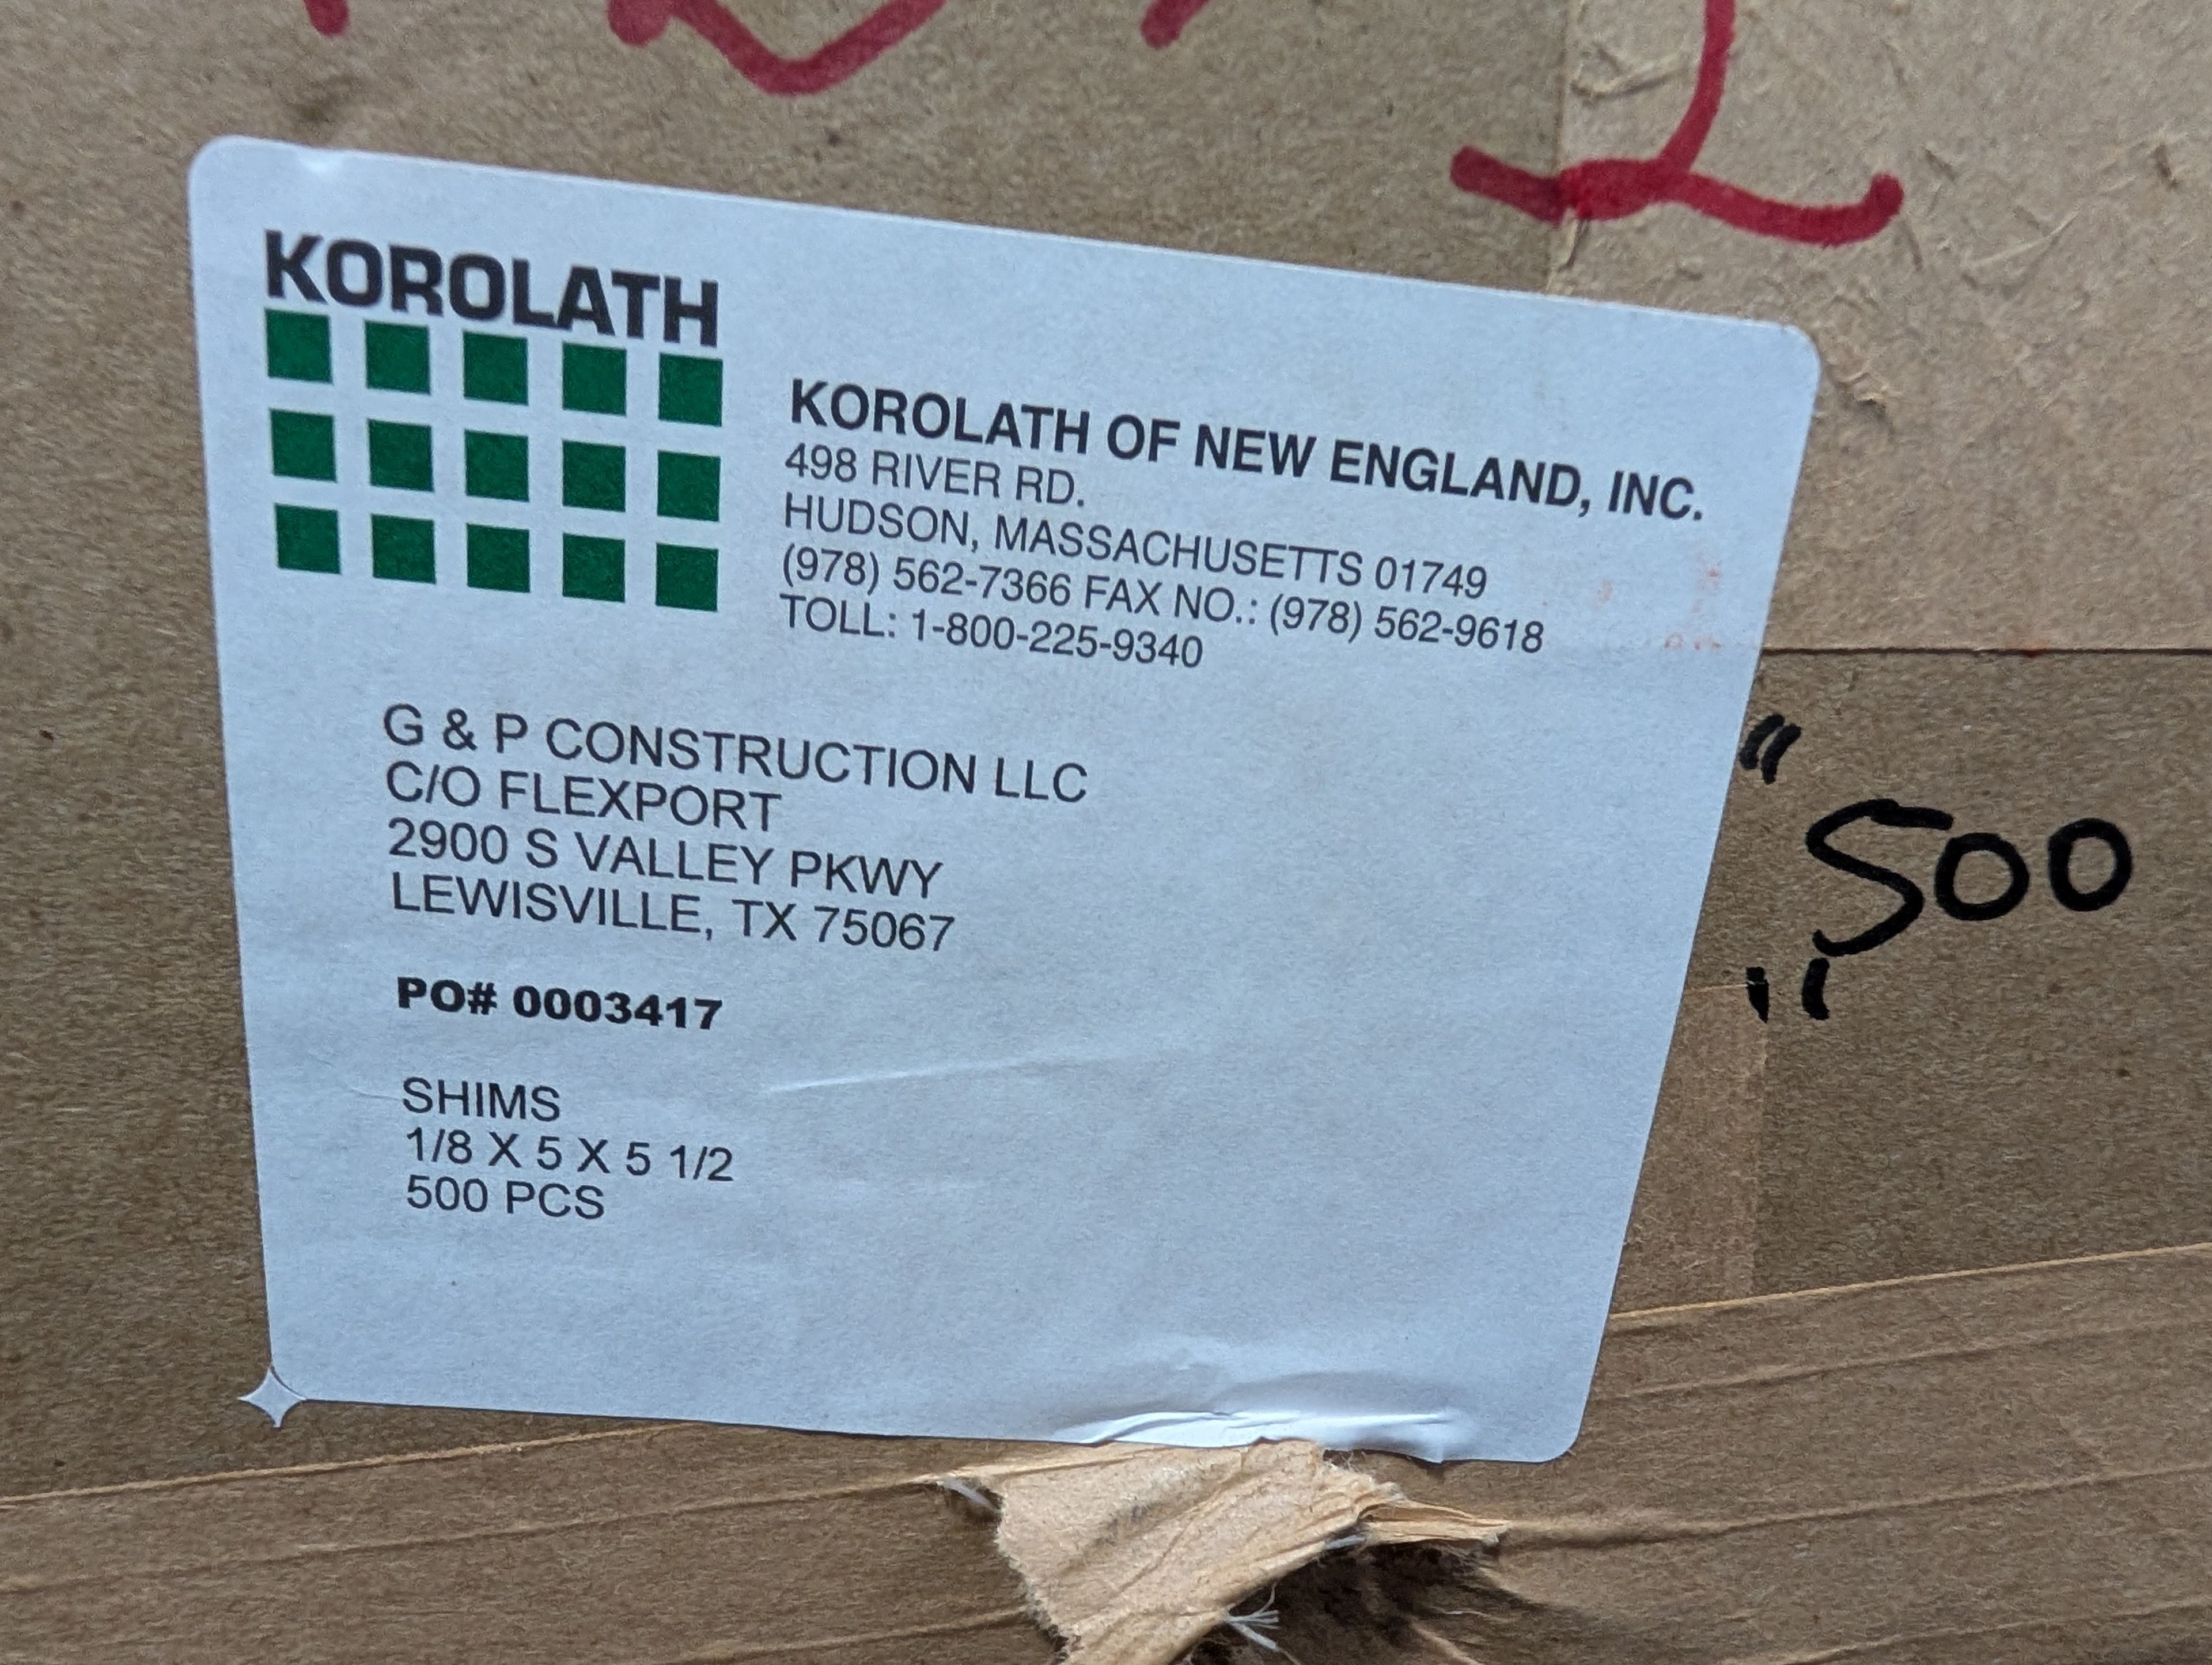 KOROLATH
KOROLATH OF NEW ENGLAND, INC.
498 RIVER RD.
HUDSON, MASSACHUSETTS 01749
(978) 562-7366 FAX NO.: (978) 562-9618
TOLL: 1-800-225-9340
G & P CONSTRUCTION LLC
C/O FLEXPORT
2900 S VALLEY PKWY
LEWISVILLE, TX 75067
PO# 0003417
SHIMS
1/8 X 5 X 5 1/2
500 PCS
"500"